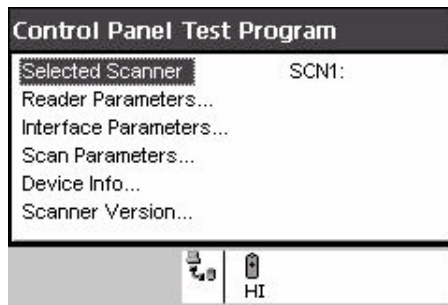 Control Panel Test Program
Selected Scanner SCN1:
Reader Parameters...
Interface Parameters...
Scan Parameters...
Device Info...
Scanner Version...
HI